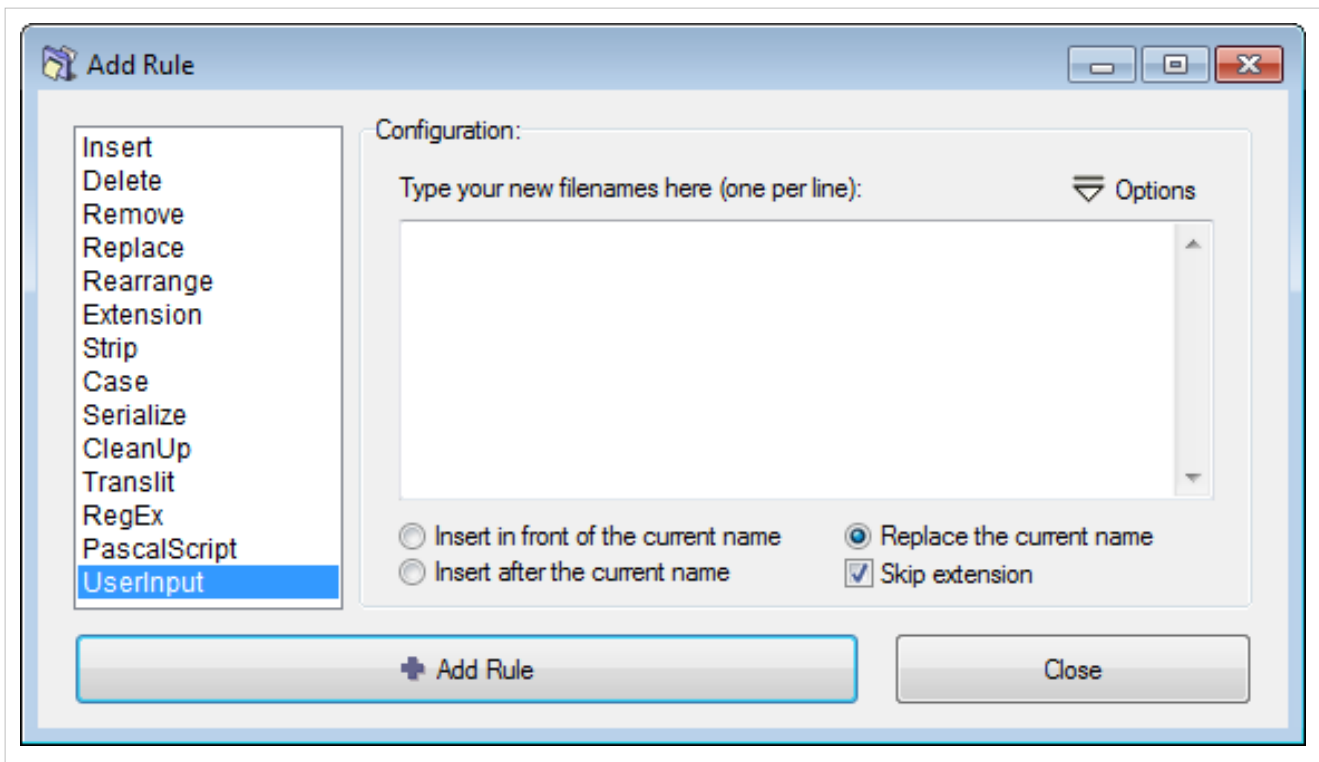 Add Rule
Insert
Delete
Remove
Replace
Rearrange
Extension
Strip
Case
Serialize
CleanUp
Translit
RegEx
PascalScript
UserInput
Configuration:
Type your new filenames here (one per line):
Options
Insert in front of the current name
Replace the current name
Insert after the current name
Skip extension
Add Rule
Close